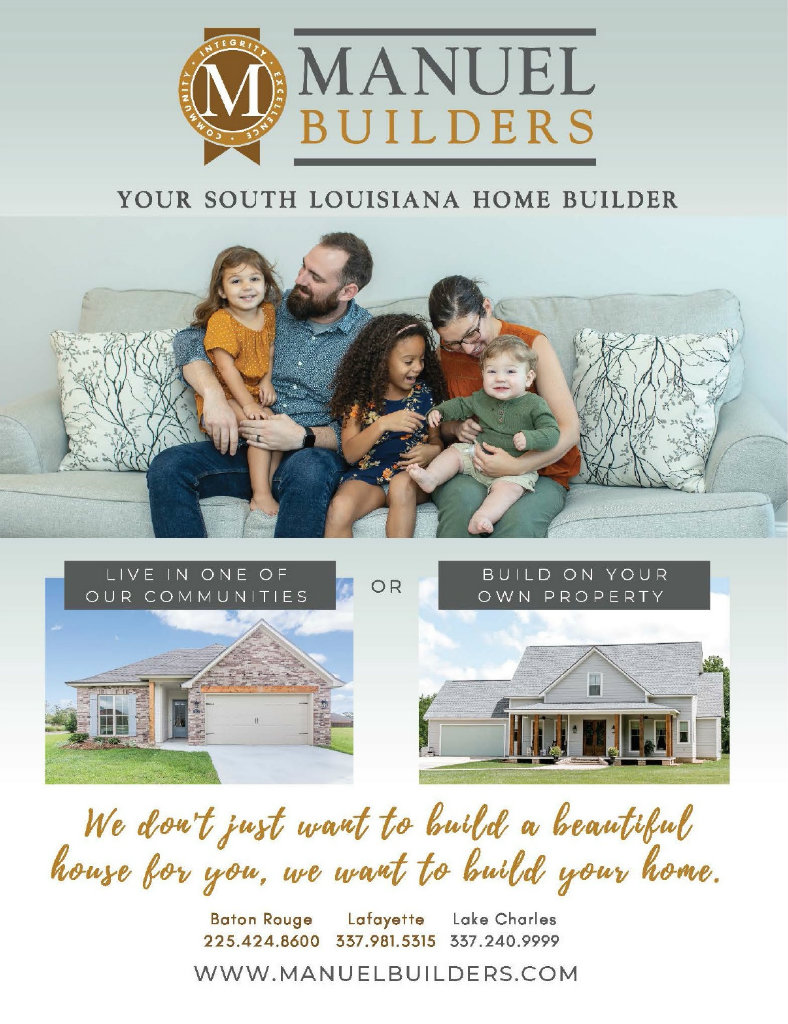 COMMUNITY · INTEGRITY · EXCELLENCE
M
MANUEL
BUILDERS
YOUR SOUTH LOUISIANA HOME BUILDER
LIVE IN ONE OF
OUR COMMUNITIES
OR
BUILD ON YOUR
OWN PROPERTY
We don't just want to build a beautiful
house for you, we want to build your home.
Baton Rouge Lafayette Lake Charles
225.424.8600 337.981.5315 337.240.9999
WWW.MANUELBUILDERS.COM